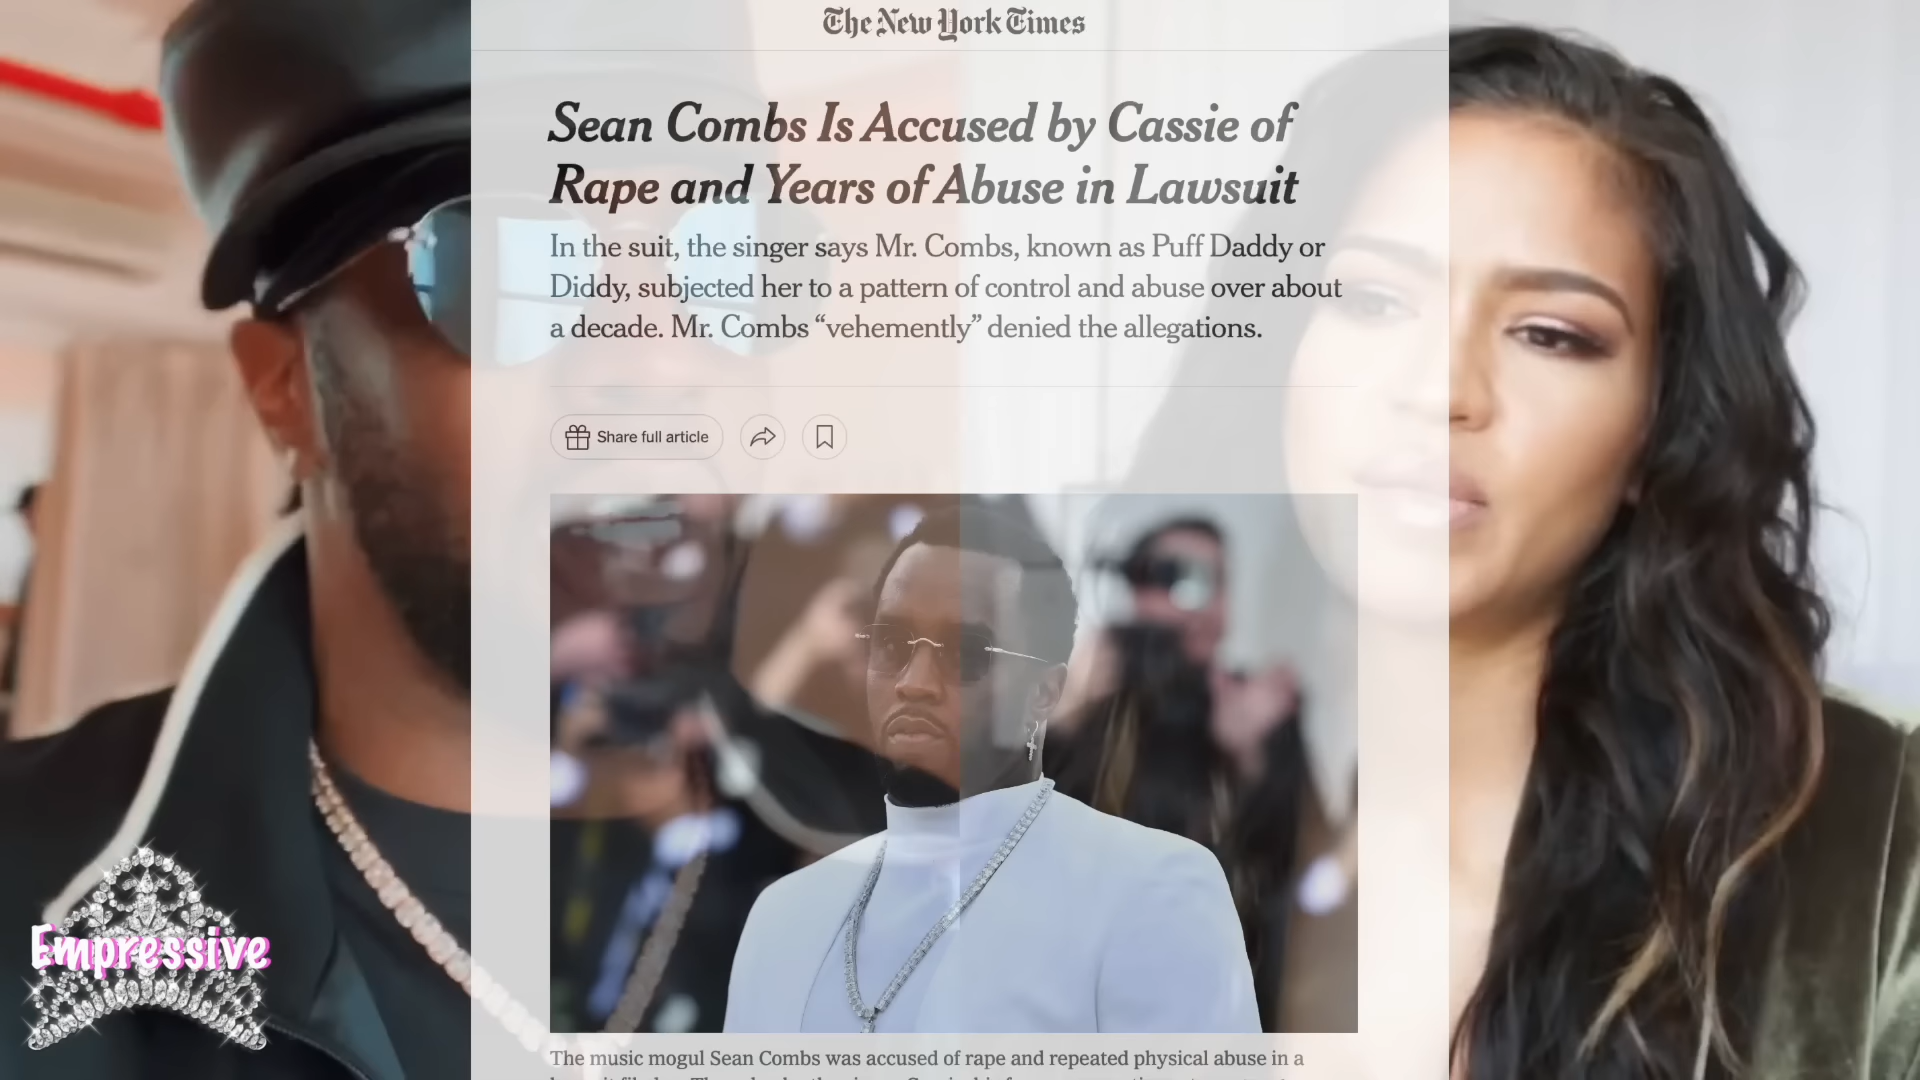 The New York Times
Sean Combs Is Accused by Cassie of
Rape and Years of Abuse in Lawsuit
In the suit, the singer says Mr. Combs, known as Puff Daddy or
Diddy, subjected her to a pattern of control and abuse over about
a decade. Mr. Combs “vehemently” denied the allegations.
Share full article
Empressive
The music mogul Sean Combs was accused of rape and repeated physical abuse in a